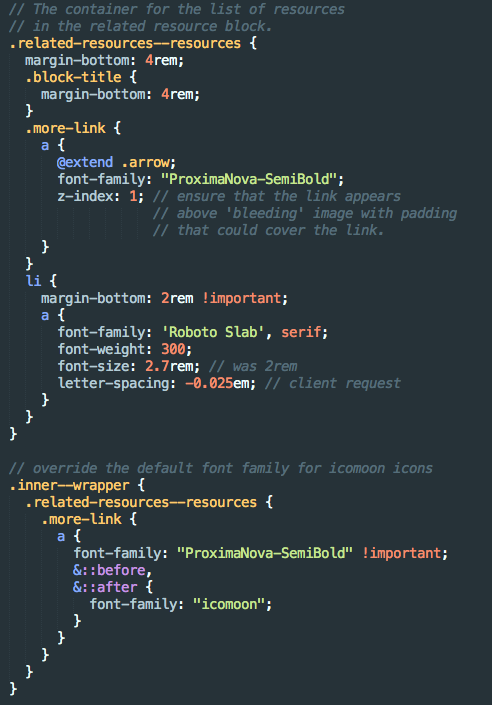 // The container for the list of resources
// in the related resource block.
.related-resources--resources {
  margin-bottom: 4rem;
  .block-title {
    margin-bottom: 4rem;
  }
  .more-link {
    a {
      @extend .arrow;
      font-family: "ProximaNova-SemiBold";
      z-index: 1; // ensure that the link appears
                  // above 'bleeding' image with padding
                  // that could cover the link.
    }
  }
  li {
    margin-bottom: 2rem !important;
    a {
      font-family: 'Roboto Slab', serif;
      font-weight: 300;
      font-size: 2.7rem; // was 2rem
      letter-spacing: -0.025em; // client request
    }
  }
}

// override the default font family for icomoon icons
.inner--wrapper {
  .related-resources--resources {
    .more-link {
      a {
        font-family: "ProximaNova-SemiBold" !important;
        &::before,
        &::after {
          font-family: "icomoon";
        }
      }
    }
  }
}